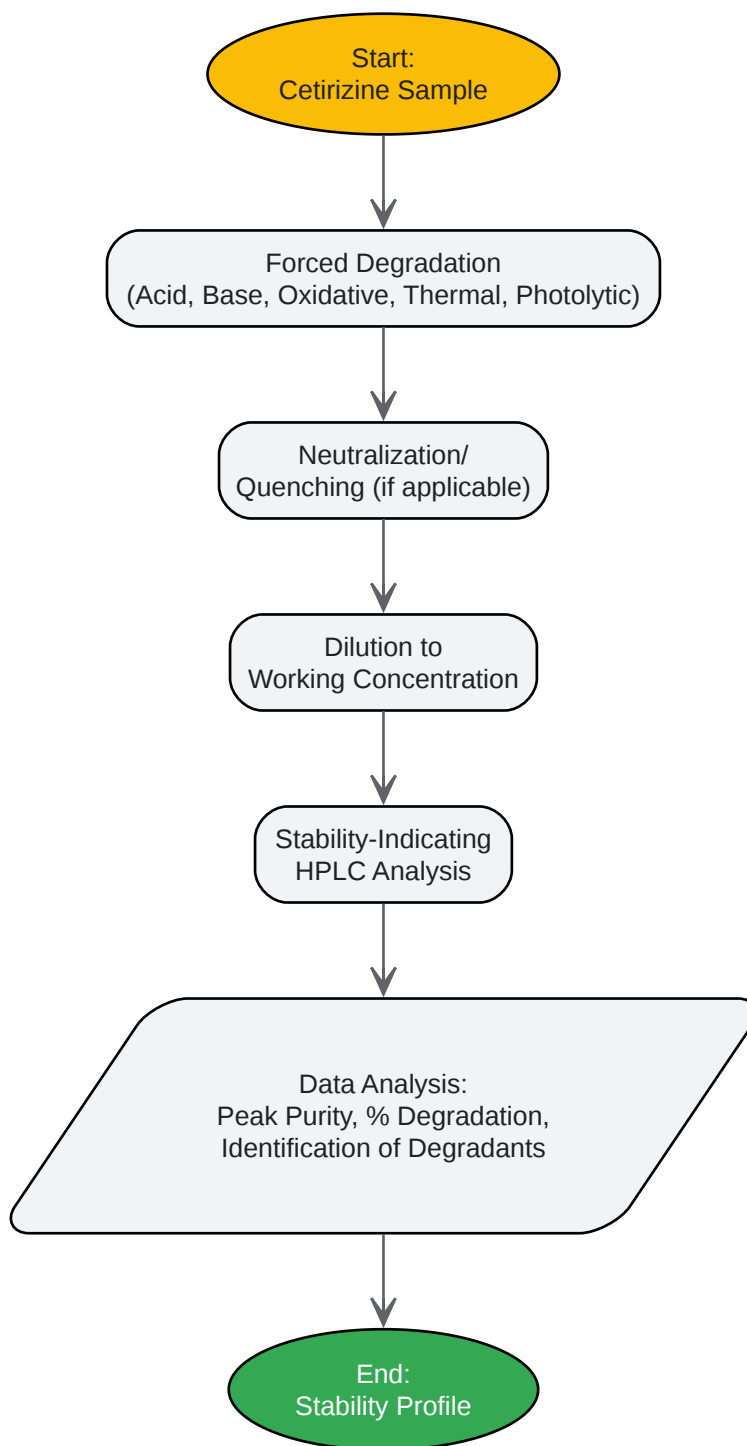 Start:
Cetirizine Sample
Forced Degradation
(Acid, Base, Oxidative, Thermal, Photolytic)
Neutralization/
Quenching (if applicable)
Dilution to
Working Concentration
Stability-Indicating
HPLC Analysis
Data Analysis:
Peak Purity, % Degradation,
Identification of Degradants
End:
Stability Profile